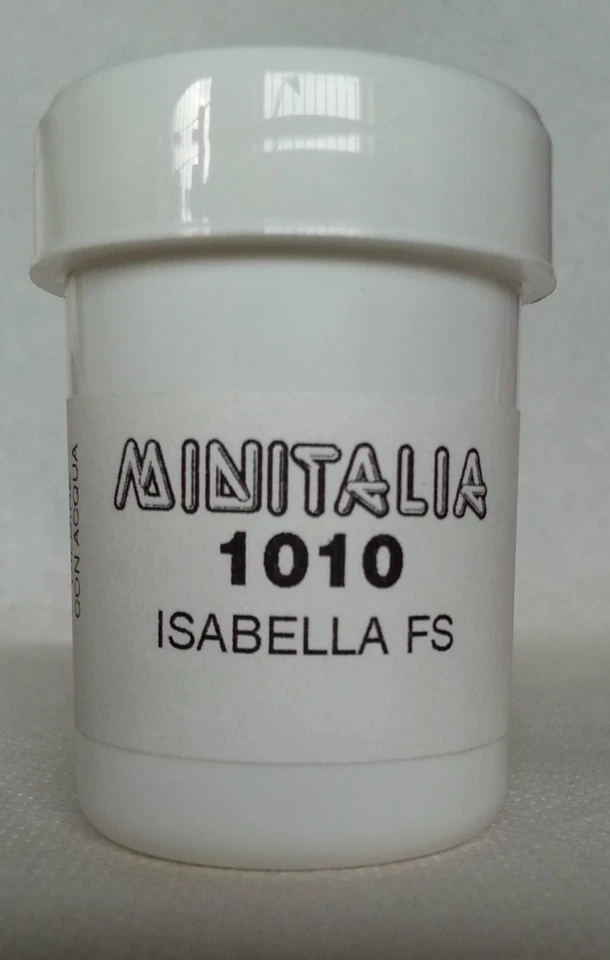 MINITALIA
1010
ISABELLA FS
CON ACQUA